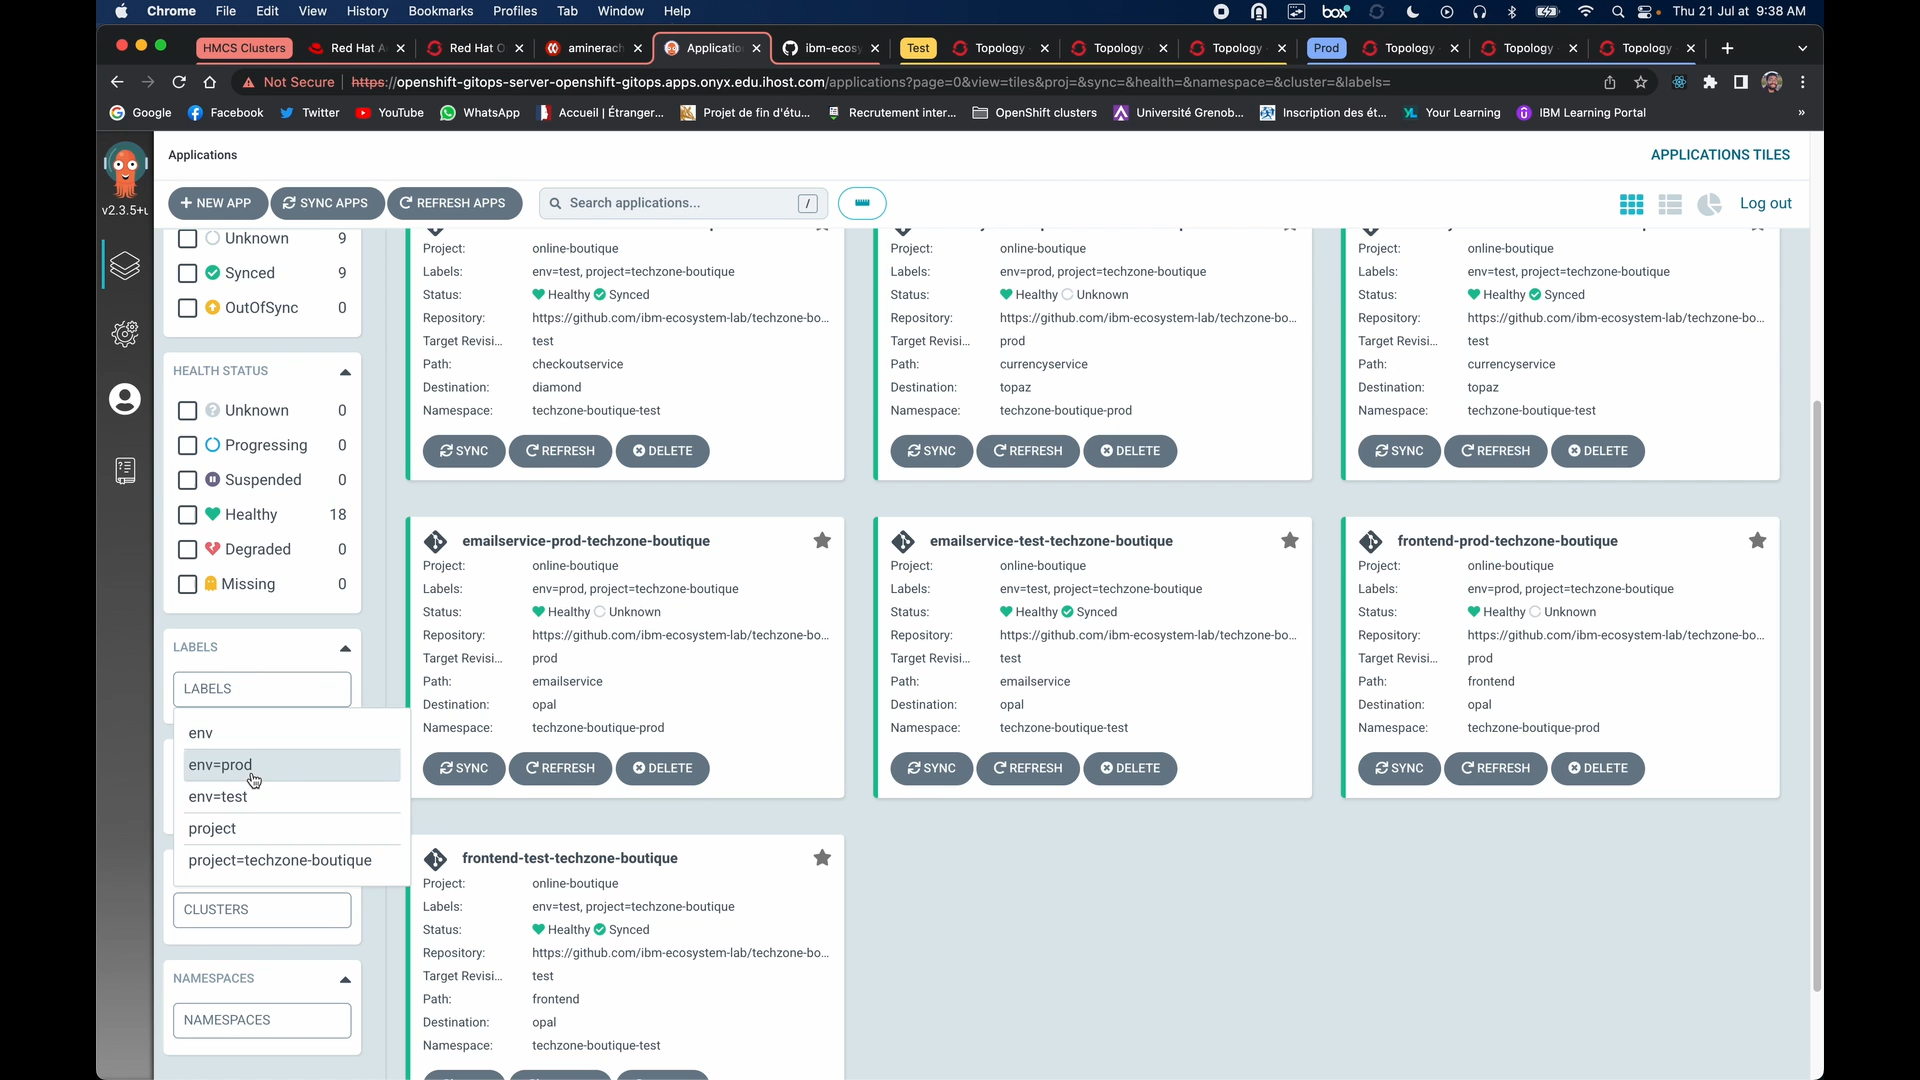 Chrome File Edit View History Bookmarks Profiles Tab Window Help box Thu 21 Jul at 9:38 AM
HMCS Clusters Red Hat A Red Hat O aminerach Applicatio ibm-ecosy Test Topology Topology Topology Prod Topology Topology Topology
Not Secure https://openshift-gitops-server-openshift-gitops.apps.onyx.edu.ihost.com/applications?page=0&view=tiles&proj=&sync=&health=&namespace=&cluster=&labels=
Google Facebook Twitter YouTube WhatsApp Accueil | Étranger... Projet de fin d'étu... Recrutement inter... OpenShift clusters Université Grenob... Inscription des ét... Your Learning IBM Learning Portal »
v2.3.5+u
Applications
APPLICATIONS TILES
+ NEW APP SYNC APPS REFRESH APPS Search applications... / Log out
Unknown 9
Synced 9
OutOfSync 0
HEALTH STATUS
Unknown 0
Progressing 0
Suspended 0
Healthy 18
Degraded 0
Missing 0
LABELS
LABELS
env
env=prod
env=test
project
project=techzone-boutique
CLUSTERS
NAMESPACES
NAMESPACES
Project: online-boutique
Labels: env=test, project=techzone-boutique
Status: Healthy Synced
Repository: https://github.com/ibm-ecosystem-lab/techzone-bo...
Target Revisi... test
Path: checkoutservice
Destination: diamond
Namespace: techzone-boutique-test
SYNC REFRESH DELETE
Project: online-boutique
Labels: env=prod, project=techzone-boutique
Status: Healthy Unknown
Repository: https://github.com/ibm-ecosystem-lab/techzone-bo...
Target Revisi... prod
Path: currencyservice
Destination: topaz
Namespace: techzone-boutique-prod
SYNC REFRESH DELETE
Project: online-boutique
Labels: env=test, project=techzone-boutique
Status: Healthy Synced
Repository: https://github.com/ibm-ecosystem-lab/techzone-bo...
Target Revisi... test
Path: currencyservice
Destination: topaz
Namespace: techzone-boutique-test
SYNC REFRESH DELETE
emailservice-prod-techzone-boutique
Project: online-boutique
Labels: env=prod, project=techzone-boutique
Status: Healthy Unknown
Repository: https://github.com/ibm-ecosystem-lab/techzone-bo...
Target Revisi... prod
Path: emailservice
Destination: opal
Namespace: techzone-boutique-prod
SYNC REFRESH DELETE
emailservice-test-techzone-boutique
Project: online-boutique
Labels: env=test, project=techzone-boutique
Status: Healthy Synced
Repository: https://github.com/ibm-ecosystem-lab/techzone-bo...
Target Revisi... test
Path: emailservice
Destination: opal
Namespace: techzone-boutique-test
SYNC REFRESH DELETE
frontend-prod-techzone-boutique
Project: online-boutique
Labels: env=prod, project=techzone-boutique
Status: Healthy Unknown
Repository: https://github.com/ibm-ecosystem-lab/techzone-bo...
Target Revisi... prod
Path: frontend
Destination: opal
Namespace: techzone-boutique-prod
SYNC REFRESH DELETE
frontend-test-techzone-boutique
Project: online-boutique
Labels: env=test, project=techzone-boutique
Status: Healthy Synced
Repository: https://github.com/ibm-ecosystem-lab/techzone-bo...
Target Revisi... test
Path: frontend
Destination: opal
Namespace: techzone-boutique-test